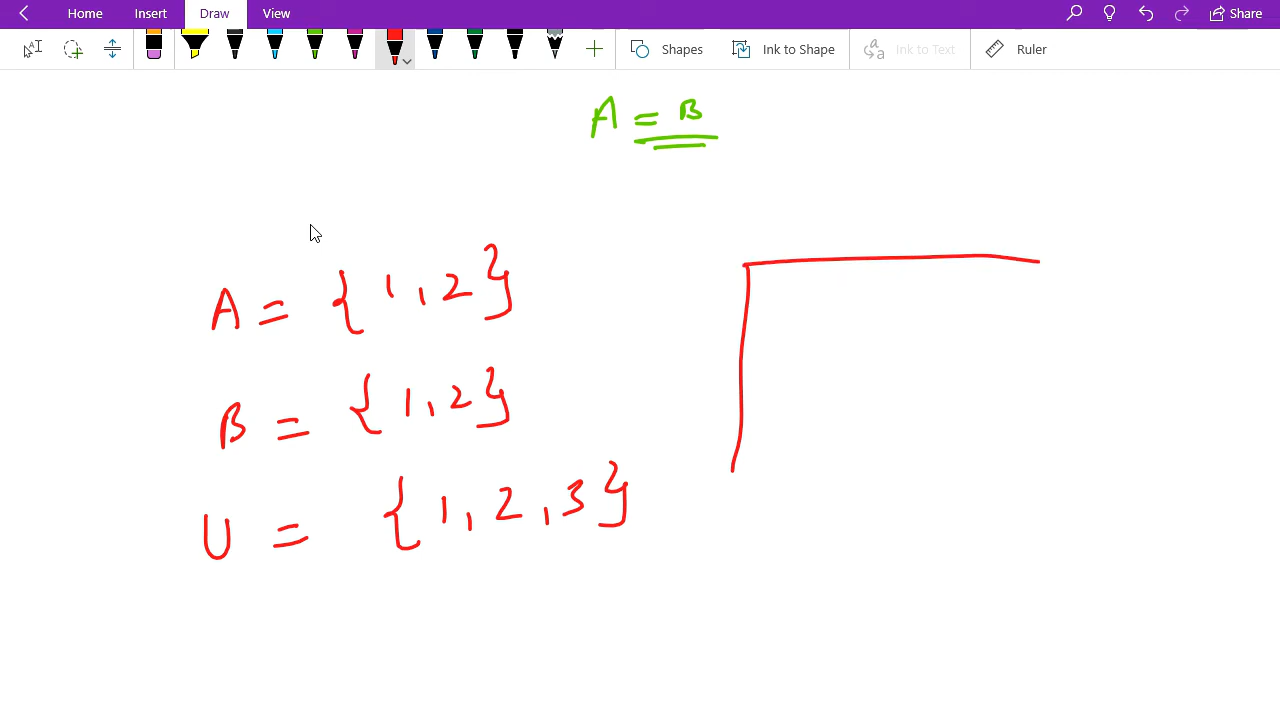 Home Insert Draw View Share
Shapes Ink to Shape Ink to Text Ruler
A = B
A = { 1 , 2 }
B = { 1 , 2 }
U = { 1 , 2 , 3 }